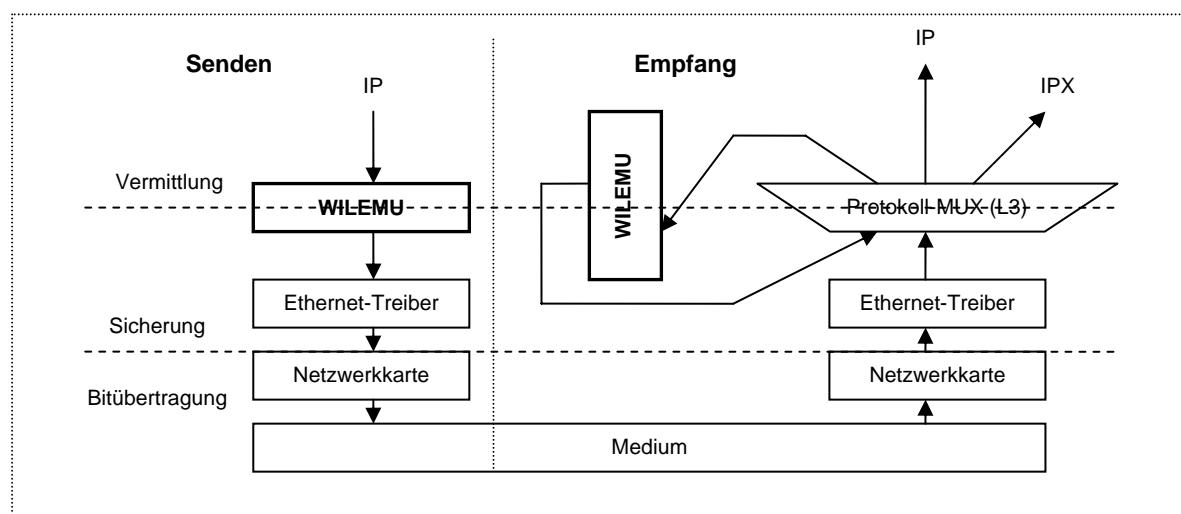 Senden
Empfang
IP
IP
IPX
Vermittlung
WILEMU
WILEMU
Protokoll-MUX (L3)
Ethernet-Treiber
Ethernet-Treiber
Sicherung
Netzwerkkarte
Netzwerkkarte
Bitübertragung
Medium